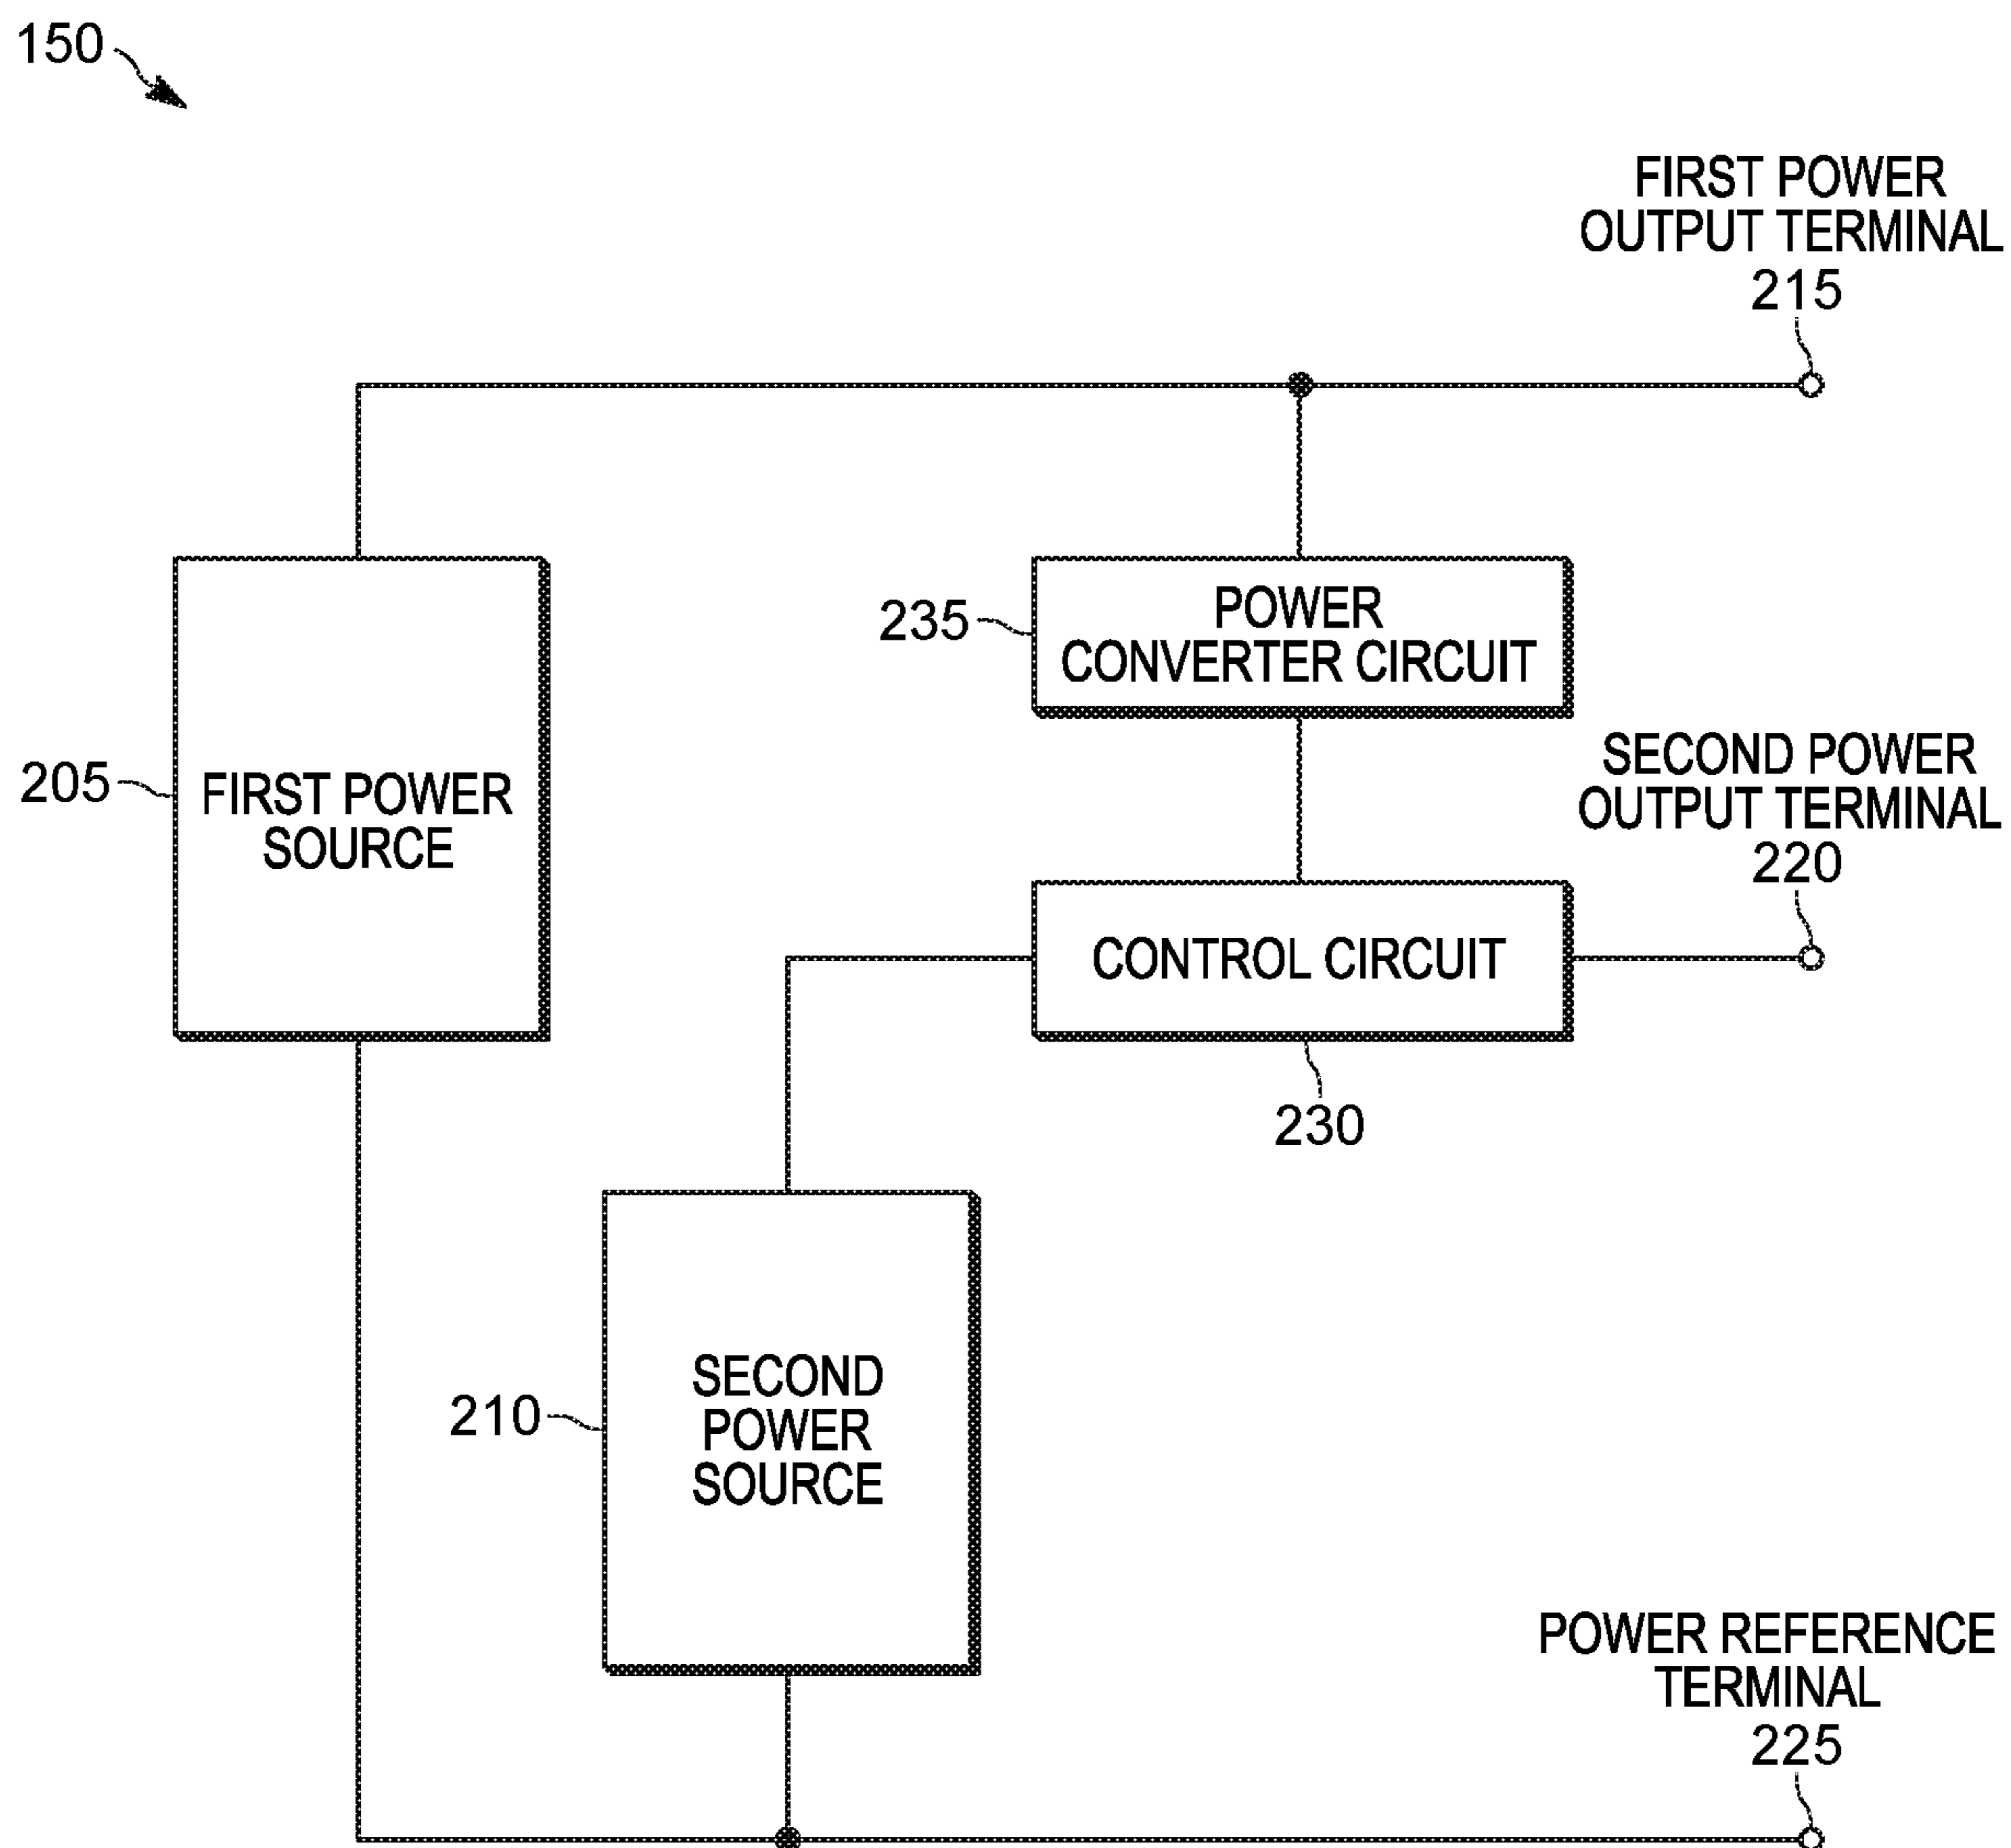 150
FIRST POWER
OUTPUT TERMINAL
215
235
POWER
CONVERTER CIRCUIT
205
FIRST POWER
SOURCE
SECOND POWER
OUTPUT TERMINAL
220
CONTROL CIRCUIT
230
210
SECOND
POWER
SOURCE
POWER REFERENCE
TERMINAL
225